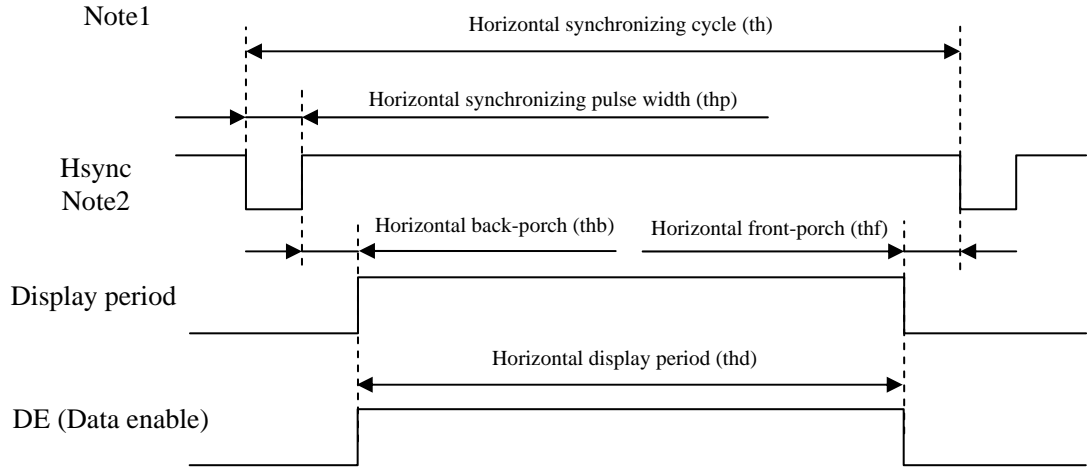 Note1
Horizontal synchronizing cycle (th)
Horizontal synchronizing pulse width (thp)
Hsync
Note2
Horizontal back-porch (thb)
Horizontal front-porch (thf)
Display period
Horizontal display period (thd)
DE (Data enable)